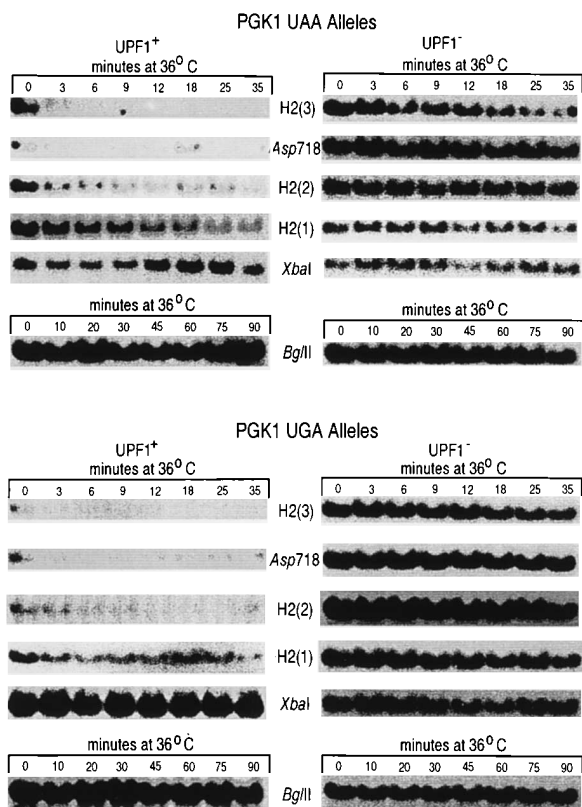 PGK1 UAA Alleles
UPF1+
minutes at 36° C
0 3 6 9 12 18 25 35
UPF1-
minutes at 36° C
0 3 6 9 12 18 25 35
H2(3)
Asp718
H2(2)
H2(1)
XbaI
minutes at 36° C
0 10 20 30 45 60 75 90
minutes at 36° C
0 10 20 30 45 60 75 90
BglII
PGK1 UGA Alleles
UPF1+
minutes at 36° C
0 3 6 9 12 18 25 35
UPF1-
minutes at 36° C
0 3 6 9 12 18 25 35
H2(3)
Asp718
H2(2)
H2(1)
XbaI
minutes at 36° C
0 10 20 30 45 60 75 90
minutes at 36° C
0 10 20 30 45 60 75 90
BglII